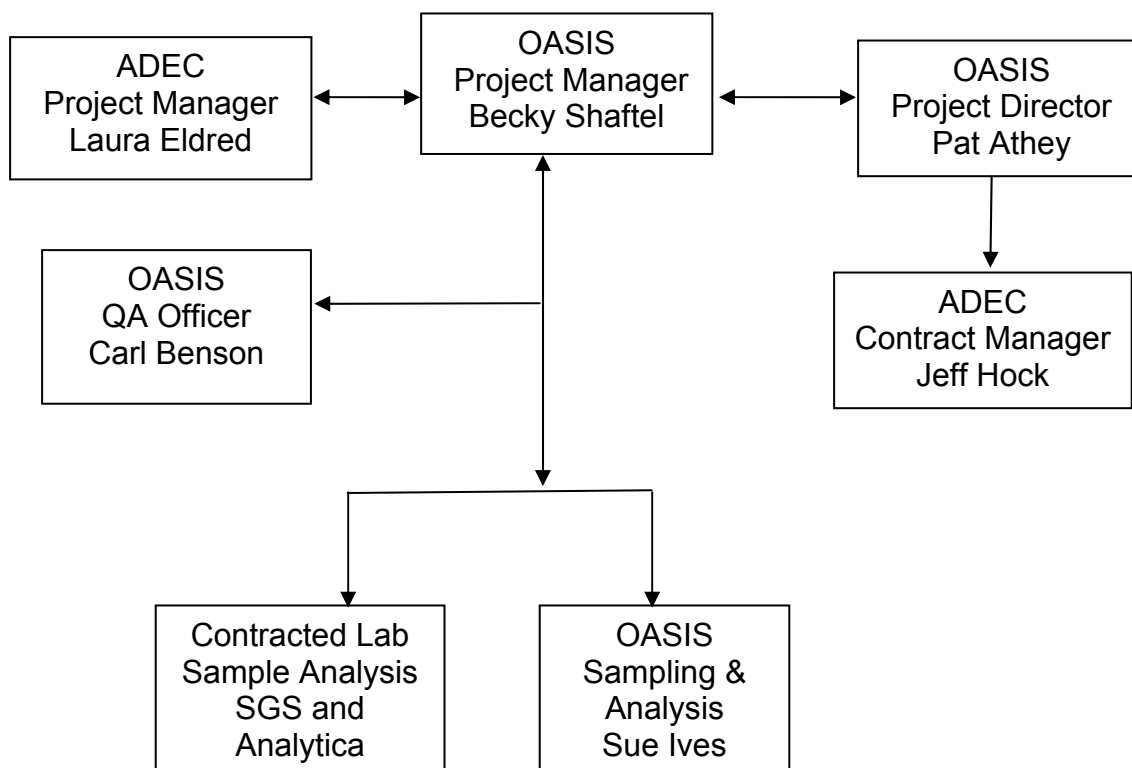 ADEC
Project Manager
Laura Eldred
OASIS
Project Manager
Becky Shaftel
OASIS
Project Director
Pat Athey
OASIS
QA Officer
Carl Benson
ADEC
Contract Manager
Jeff Hock
Contracted Lab
Sample Analysis
SGS and
Analytica
OASIS
Sampling &
Analysis
Sue Ives